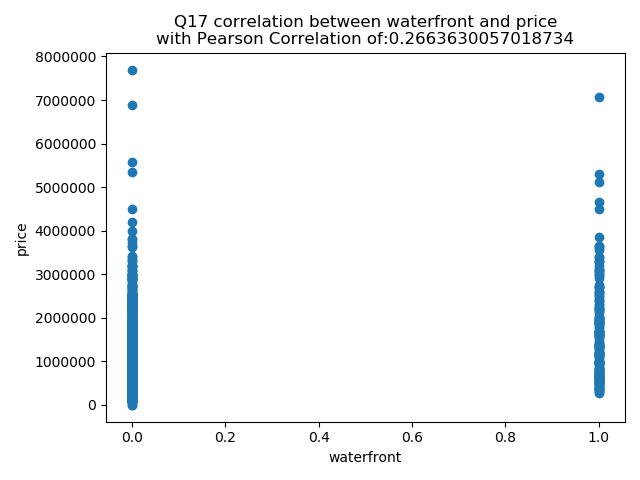 Q17 correlation between waterfront and price
with Pearson Correlation of:0.2663630057018734
8000000
7000000
6000000
5000000
4000000
3000000
2000000
1000000
0
price
0.0 0.2 0.4 0.6 0.8 1.0
waterfront